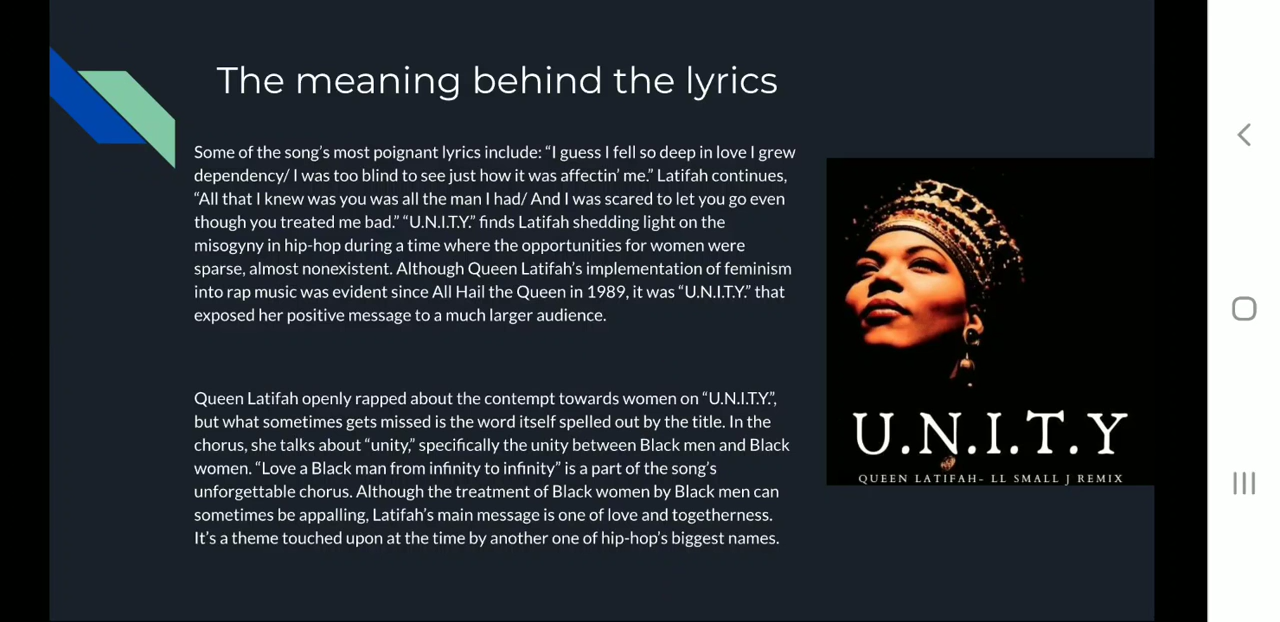 The meaning behind the lyrics
Some of the song’s most poignant lyrics include: “I guess I fell so deep in love I grew
dependency/ I was too blind to see just how it was affectin’ me.” Latifah continues,
“All that I knew was you was all the man I had/ And I was scared to let you go even
though you treated me bad.” “U.N.I.T.Y.” finds Latifah shedding light on the
misogyny in hip-hop during a time where the opportunities for women were
sparse, almost nonexistent. Although Queen Latifah’s implementation of feminism
into rap music was evident since All Hail the Queen in 1989, it was “U.N.I.T.Y.” that
exposed her positive message to a much larger audience.
Queen Latifah openly rapped about the contempt towards women on “U.N.I.T.Y.”,
but what sometimes gets missed is the word itself spelled out by the title. In the
chorus, she talks about “unity,” specifically the unity between Black men and Black
women. “Love a Black man from infinity to infinity” is a part of the song’s
unforgettable chorus. Although the treatment of Black women by Black men can
sometimes be appalling, Latifah’s main message is one of love and togetherness.
It’s a theme touched upon at the time by another one of hip-hop’s biggest names.
U.N.I.T.Y
QUEEN LATIFAH- LL SMALL J REMIX